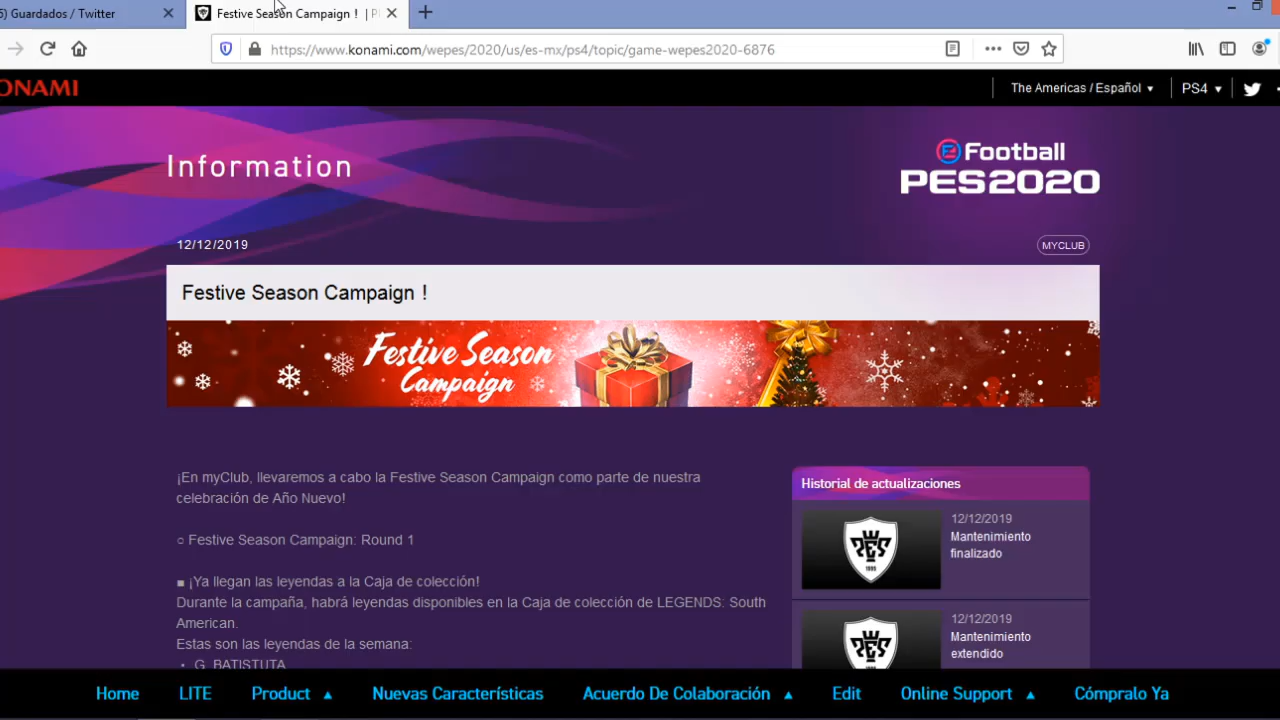 5) Guardados / Twitter
Festive Season Campaign ! | P
https://www.konami.com/wepes/2020/us/es-mx/ps4/topic/game-wepes2020-6876
ONAMI
The Americas / Español
PS4
Information
Football
PES2020
12/12/2019
MYCLUB
Festive Season Campaign !
Festive Season
Campaign
¡En myClub, llevaremos a cabo la Festive Season Campaign como parte de nuestra
celebración de Año Nuevo!
○ Festive Season Campaign: Round 1
■ ¡Ya llegan las leyendas a la Caja de colección!
Durante la campaña, habrá leyendas disponibles en la Caja de colección de LEGENDS: South
American.
Estas son las leyendas de la semana:
・ G. BATISTUTA
Historial de actualizaciones
PES
1995
12/12/2019
Mantenimiento
finalizado
PES
12/12/2019
Mantenimiento
extendido
Home
LITE
Product ▲
Nuevas Características
Acuerdo De Colaboración ▲
Edit
Online Support ▲
Cómpralo Ya